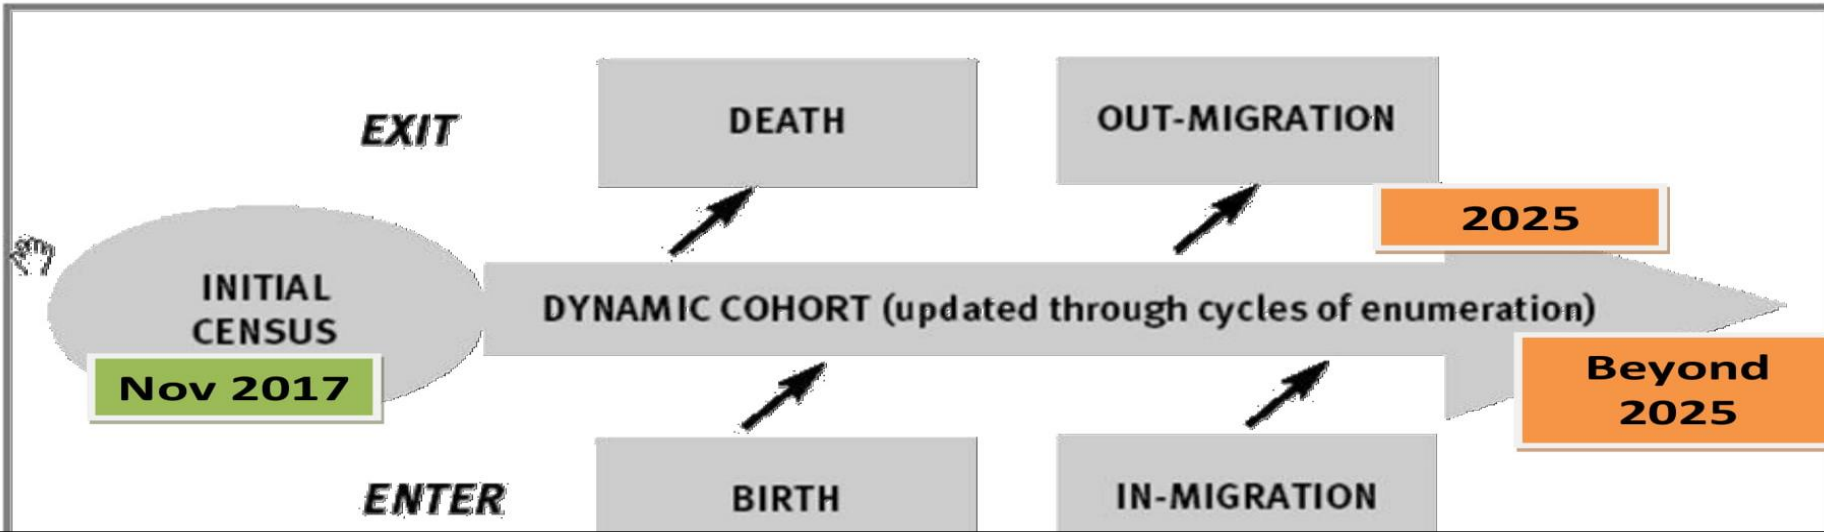 EXIT
DEATH
OUT-MIGRATION
2025
INITIAL
CENSUS
Nov 2017
DYNAMIC COHORT (updated through cycles of enumeration)
Beyond
2025
ENTER
BIRTH
IN-MIGRATION